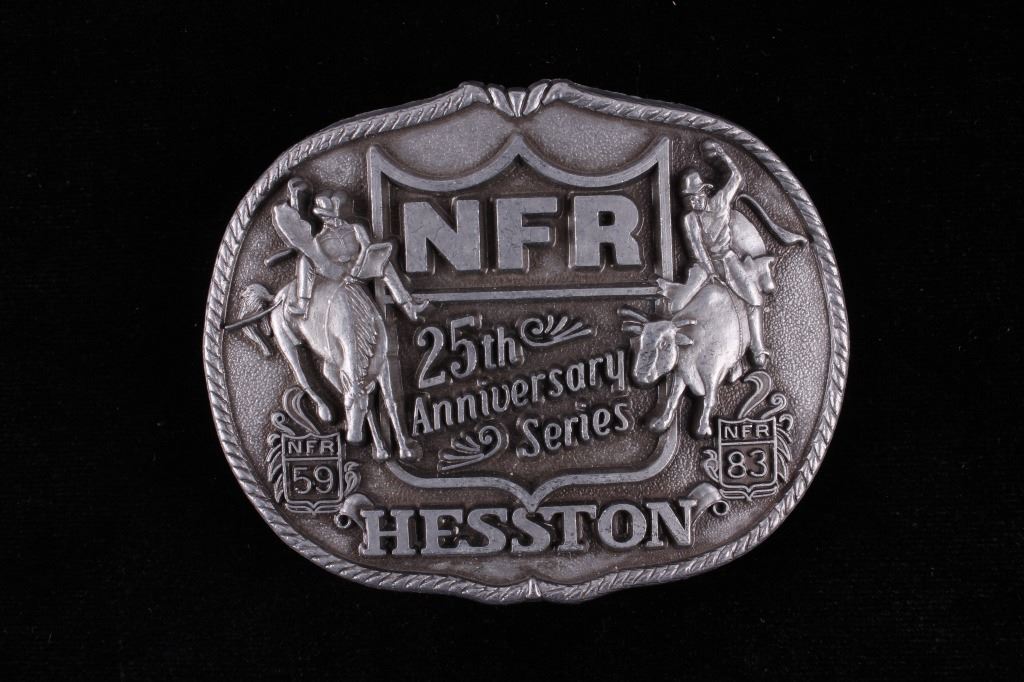 NFR
25th
Anniversary
Series
NFR
59
NFR
83
HESSTON